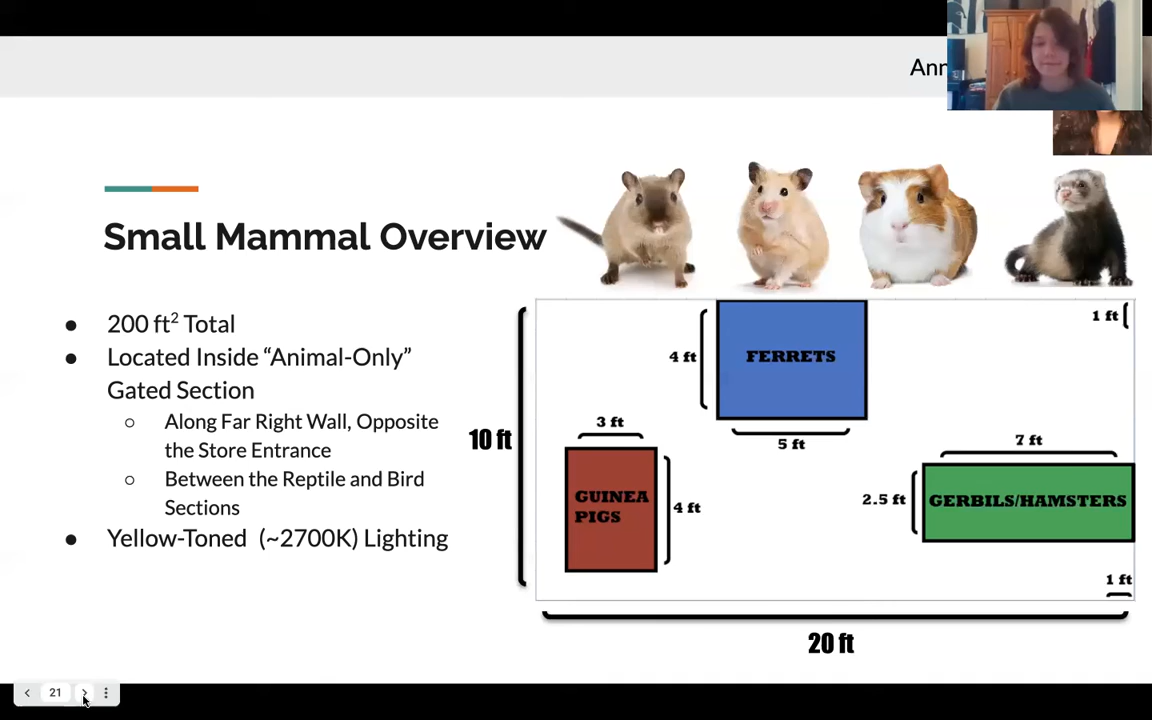 Ann
Small Mammal Overview
● 200 ft² Total
● Located Inside “Animal-Only”
Gated Section
○ Along Far Right Wall, Opposite
the Store Entrance
○ Between the Reptile and Bird
Sections
● Yellow-Toned (~2700K) Lighting
1 ft
4 ft
FERRETS
3 ft
5 ft
10 ft
7 ft
GUINEA
PIGS
4 ft
2.5 ft
GERBILS/HAMSTERS
1 ft
20 ft
21